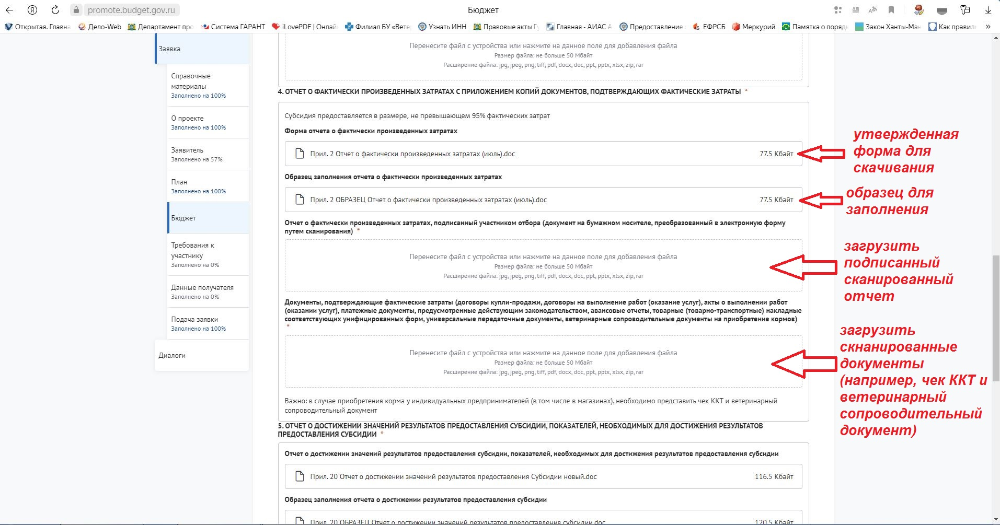 promote.budget.gov.ru
Бюджет
Открытая. Главна
Дело-Web
Департамент про
Система ГАРАНТ
iLovePDF | Онлай
Филиал БУ «Вете
Узнать ИНН
Правовые акты Гу
Главная - АИАС А
Предоставление
ЕФРСБ
Меркурий
Памятка о поряд
Закон Ханты-Ман
Как правиль
»
Заявка
Справочные
материалы
Заполнено на 100%
О проекте
Заполнено на 100%
Заявитель
Заполнено на 57%
План
Заполнено на 100%
Бюджет
Требования к
участнику
Заполнено на 0%
Данные получателя
Заполнено на 0%
Подача заявки
Заполнено на 100%
Диалоги
Перенесите файл с устройства или нажмите на данное поле для добавления файла
Размер файла: не больше 50 Мбайт
Расширение файла: jpg, jpeg, png, tiff, pdf, docx, doc, ppt, pptx, xlsx, zip, rar
4. ОТЧЕТ О ФАКТИЧЕСКИ ПРОИЗВЕДЕННЫХ ЗАТРАТАХ С ПРИЛОЖЕНИЕМ КОПИЙ ДОКУМЕНТОВ, ПОДТВЕРЖДАЮЩИХ ФАКТИЧЕСКИЕ ЗАТРАТЫ *
Субсидия предоставляется в размере, не превышающем 95% фактических затрат
Форма отчета о фактически произведенных затратах
Прил. 2 Отчет о фактически произведенных затратах (июль).doc
77.5 Кбайт
утвержденная
форма для
скачивания
Образец заполнения отчета о фактически произведенных затратах
Прил. 2 ОБРАЗЕЦ Отчет о фактически произведенных затратах (июль).doc
77.5 Кбайт
образец для
заполнения
Отчет о фактически произведенных затратах, подписанный участником отбора (документ на бумажном носителе, преобразованный в электронную форму
путем сканирования) *
Перенесите файл с устройства или нажмите на данное поле для добавления файла
Размер файла: не больше 50 Мбайт
Расширение файла: jpg, jpeg, png, tiff, pdf, docx, doc, ppt, pptx, xlsx, zip, rar
загрузить
подписанный
сканированный
отчет
Документы, подтверждающие фактические затраты (договоры купли-продажи, договоры на выполнение работ (оказание услуг), акты о выполнении работ
(оказании услуг), платежные документы, предусмотренные действующим законодательством, авансовые отчеты, товарные (товарно-транспортные) накладные
соответствующих унифицированных форм, универсальные передаточные документы, ветеринарные сопроводительные документы на приобретение кормов)
*
Перенесите файл с устройства или нажмите на данное поле для добавления файла
Размер файла: не больше 50 Мбайт
Расширение файла: jpg, jpeg, png, tiff, pdf, docx, doc, ppt, pptx, xlsx, zip, rar
загрузить
скнанированные
документы
(например, чек ККТ и
ветеринарный
сопроводительный
документ)
Важно: в случае приобретения корма у индивидуальных предпринимателей (в том числе в магазинах), необходимо представить чек ККТ и ветеринарный
сопроводительный документ
5. ОТЧЕТ О ДОСТИЖЕНИИ ЗНАЧЕНИЙ РЕЗУЛЬТАТОВ ПРЕДОСТАВЛЕНИЯ СУБСИДИИ, ПОКАЗАТЕЛЕЙ, НЕОБХОДИМЫХ ДЛЯ ДОСТИЖЕНИЯ РЕЗУЛЬТАТОВ
ПРЕДОСТАВЛЕНИЯ СУБСИДИИ *
Отчет о достижении значений результатов предоставления субсидии, показателей, необходимых для достижения результатов предоставления субсидии
Прил. 20 Отчет о достижении значений результатов предоставления Субсидии новый.doc
116.5 Кбайт
Образец заполнения отчета о достижении результатов предоставления субсидии
Прил. 20 ОБРАЗЕЦ Отчет о достижении значений результатов предоставления субсидии.doc
120.5 Кбайт